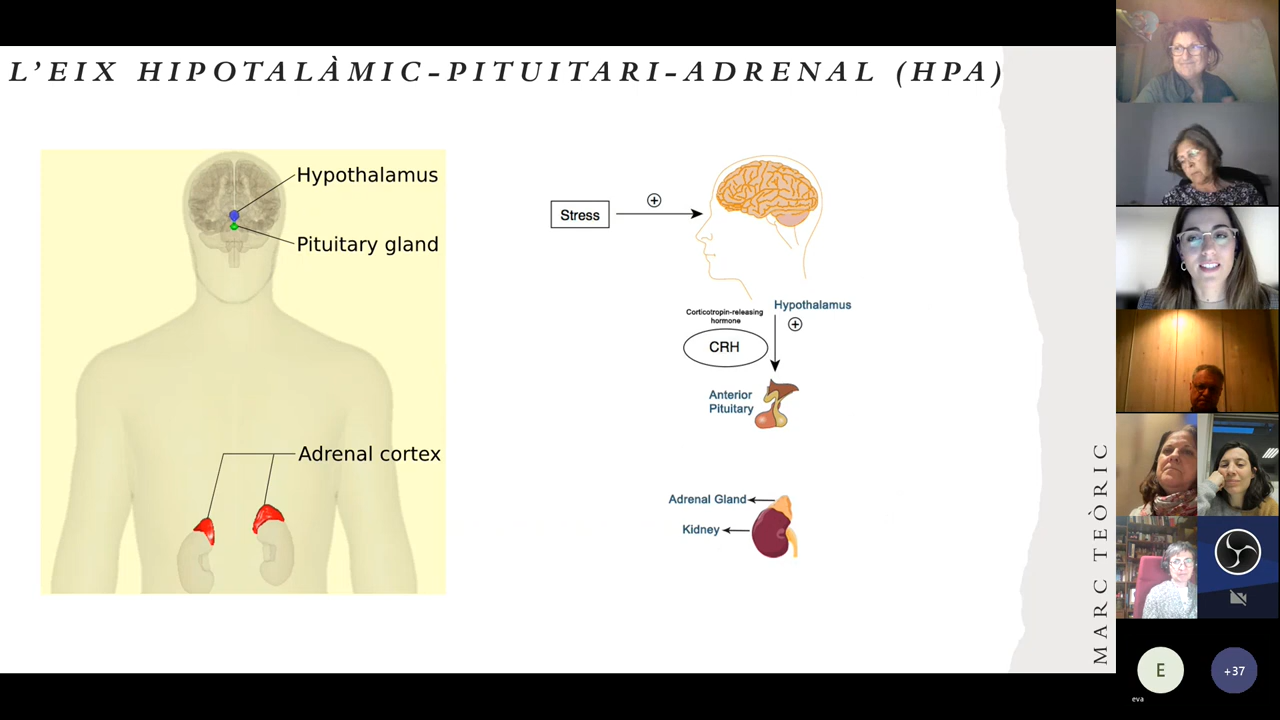 L'EIX HIPOTALÀMIC-PITUITARI-ADRENAL (HPA)
Hypothalamus
Pituitary gland
Adrenal cortex
Stress
+
Hypothalamus
Corticotropin-releasing
hormone
+
CRH
Anterior
Pituitary
Adrenal Gland
Kidney
MARC TEÒRIC
E
eva
+37